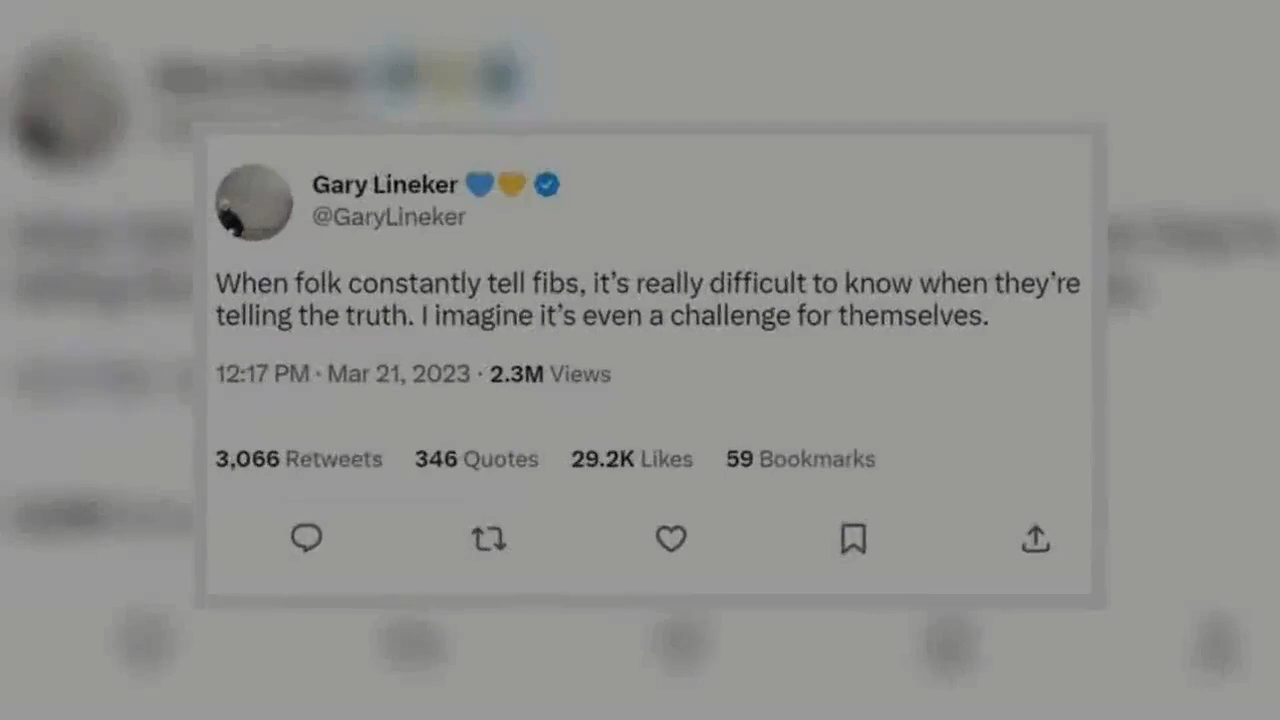 Gary Lineker 💙💛
@GaryLineker
When folk constantly tell fibs, it's really difficult to know when they're
telling the truth. I imagine it's even a challenge for themselves.
12:17 PM · Mar 21, 2023 · 2.3M Views
3,066 Retweets 346 Quotes 29.2K Likes 59 Bookmarks